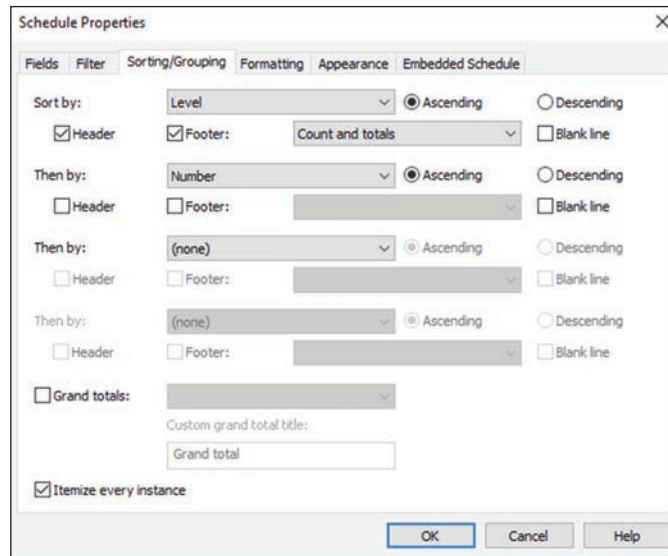 Schedule Properties
Fields Filter Sorting/Grouping Formatting Appearance Embedded Schedule
Sort by: Level Ascending Descending
Header Footer: Count and totals Blank line
Then by: Number Ascending Descending
Header Footer: Blank line
Then by: (none) Ascending Descending
Header Footer: Blank line
Then by: (none) Ascending Descending
Header Footer: Blank line
Grand totals:
Custom grand total title:
Grand total
Itemize every instance
OK Cancel Help